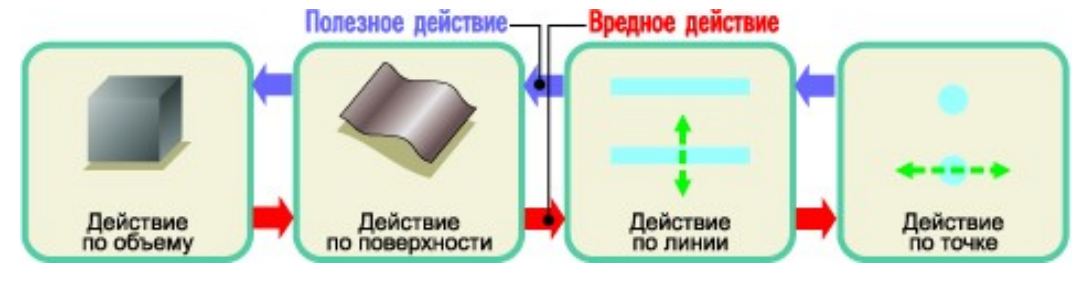 Полезное действие
Вредное действие
Действие
по объему
Действие
по поверхности
Действие
по линии
Действие
по точке